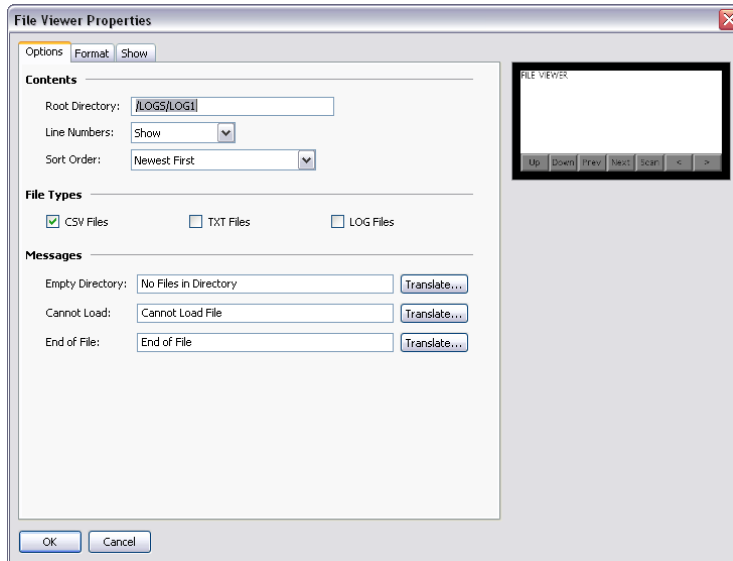 File Viewer Properties
Options Format Show
Contents
Root Directory: /LOGS/LOG1
Line Numbers: Show
Sort Order: Newest First
File Types
CSV Files TXT Files LOG Files
Messages
Empty Directory: No Files in Directory Translate...
Cannot Load: Cannot Load File Translate...
End of File: End of File Translate...
OK Cancel
FILE VIEWER
Up Down Prev Next Scan < >